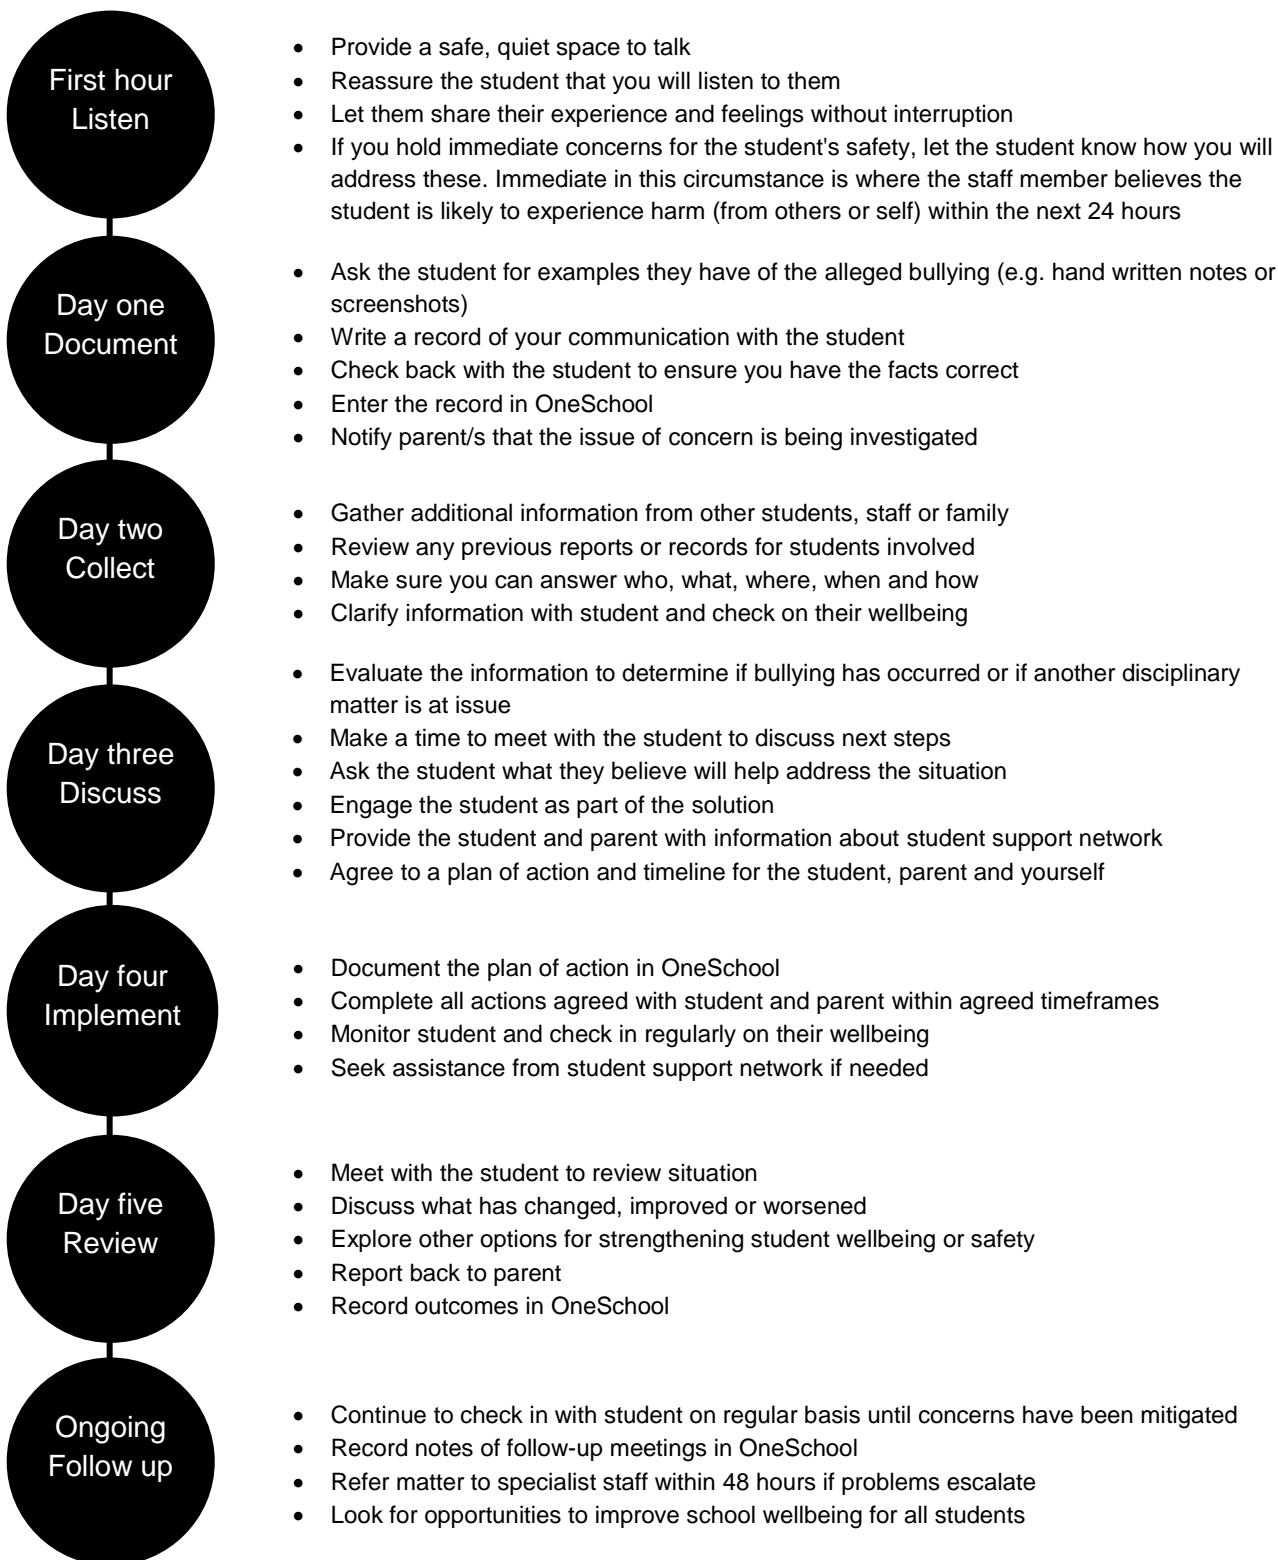 First hour
Listen
• Provide a safe, quiet space to talk
• Reassure the student that you will listen to them
• Let them share their experience and feelings without interruption
• If you hold immediate concerns for the student's safety, let the student know how you will
address these. Immediate in this circumstance is where the staff member believes the
student is likely to experience harm (from others or self) within the next 24 hours
Day one
Document
• Ask the student for examples they have of the alleged bullying (e.g. hand written notes or
screenshots)
• Write a record of your communication with the student
• Check back with the student to ensure you have the facts correct
• Enter the record in OneSchool
• Notify parent/s that the issue of concern is being investigated
Day two
Collect
• Gather additional information from other students, staff or family
• Review any previous reports or records for students involved
• Make sure you can answer who, what, where, when and how
• Clarify information with student and check on their wellbeing
Day three
Discuss
• Evaluate the information to determine if bullying has occurred or if another disciplinary
matter is at issue
• Make a time to meet with the student to discuss next steps
• Ask the student what they believe will help address the situation
• Engage the student as part of the solution
• Provide the student and parent with information about student support network
• Agree to a plan of action and timeline for the student, parent and yourself
Day four
Implement
• Document the plan of action in OneSchool
• Complete all actions agreed with student and parent within agreed timeframes
• Monitor student and check in regularly on their wellbeing
• Seek assistance from student support network if needed
Day five
Review
• Meet with the student to review situation
• Discuss what has changed, improved or worsened
• Explore other options for strengthening student wellbeing or safety
• Report back to parent
• Record outcomes in OneSchool
Ongoing
Follow up
• Continue to check in with student on regular basis until concerns have been mitigated
• Record notes of follow-up meetings in OneSchool
• Refer matter to specialist staff within 48 hours if problems escalate
• Look for opportunities to improve school wellbeing for all students